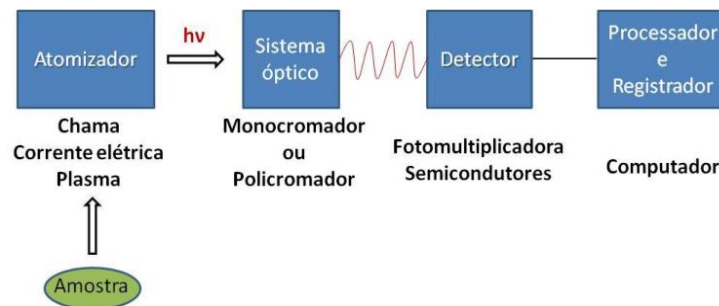 Atomizador
hν
Sistema
óptico
Detector
Processador
e
Registrador
Chama
Corrente elétrica
Plasma
Monocromador
ou
Policromador
Fotomultiplicadora
Semicondutores
Computador
Amostra